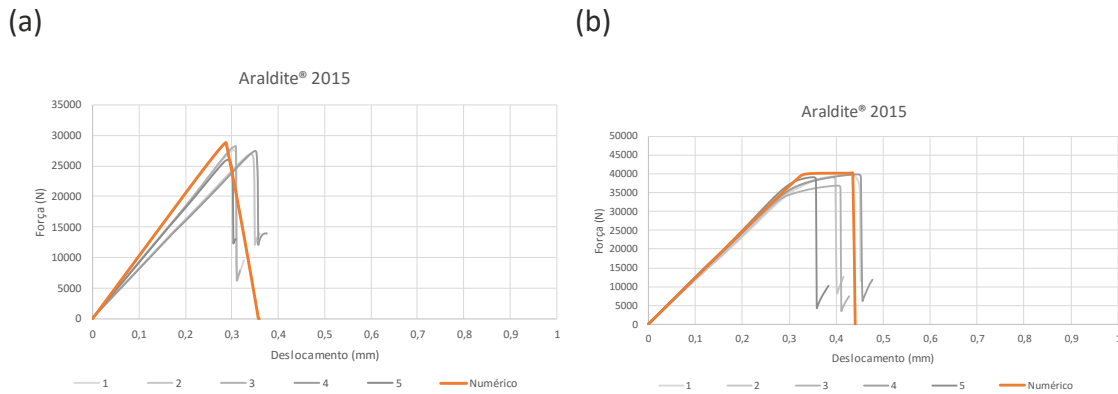 (a)
Araldite® 2015
Força (N)
35000
30000
25000
20000
15000
10000
5000
0
0 0,1 0,2 0,3 0,4 0,5 0,6 0,7 0,8 0,9 1
Deslocamento (mm)
1 2 3 4 5 Numérico
(b)
Araldite® 2015
Força (N)
50000
45000
40000
35000
30000
25000
20000
15000
10000
5000
0
0 0,1 0,2 0,3 0,4 0,5 0,6 0,7 0,8 0,9 1
Deslocamento (mm)
1 2 3 4 5 Numérico